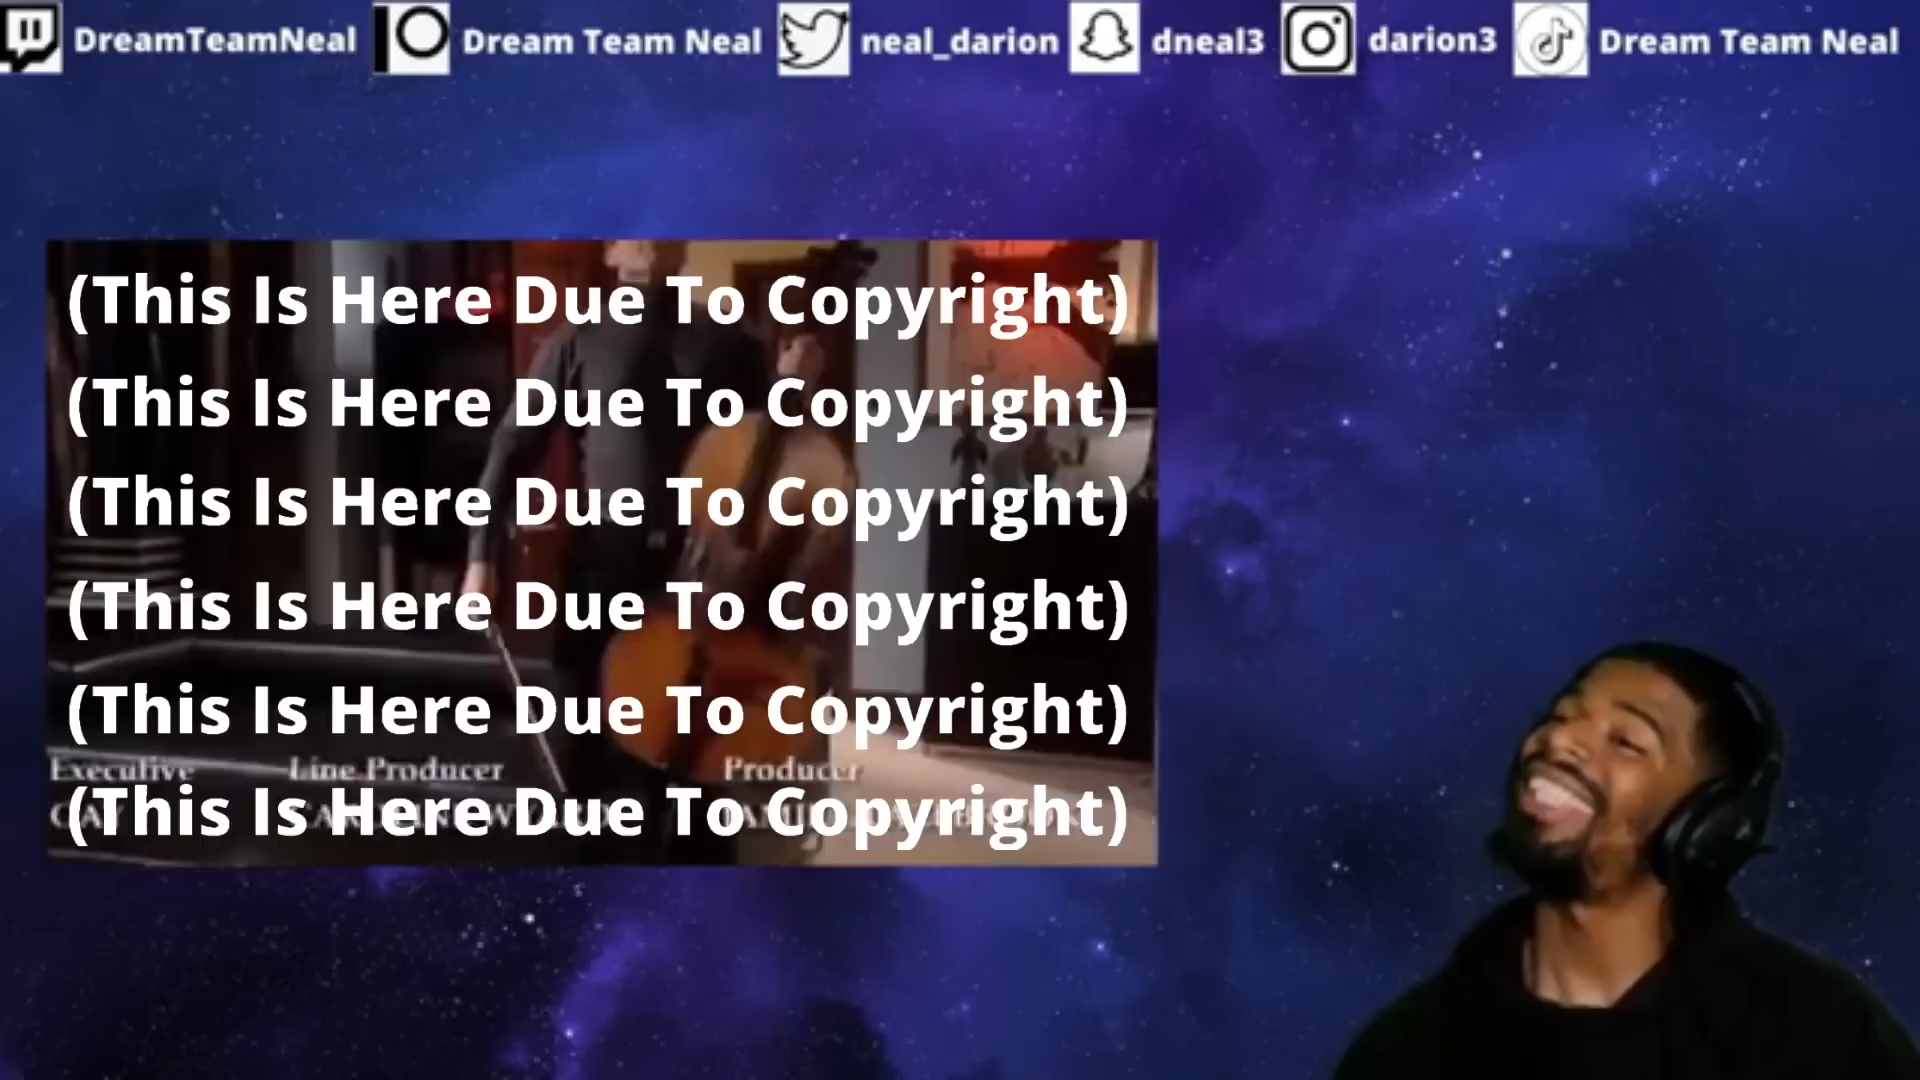 DreamTeamNeal Dream Team Neal neal_darion dneal3 darion3 Dream Team Neal
(This Is Here Due To Copyright)
(This Is Here Due To Copyright)
(This Is Here Due To Copyright)
(This Is Here Due To Copyright)
(This Is Here Due To Copyright)
Executive Line Producer Producer
(This Is Here Due To Copyright)